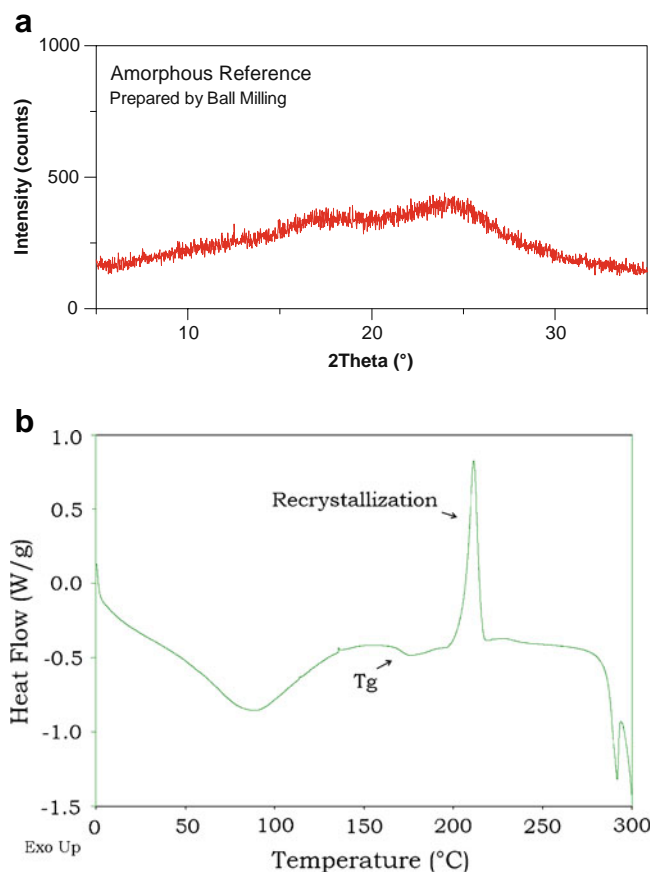 a
1000
Amorphous Reference
Prepared by Ball Milling
500
0
Intensity (counts)
10 20 30
2Theta (°)
b
1.0
Recrystallization
0.5
0.0
-0.5
Tg
-1.0
-1.5
Heat Flow (W/g)
0 50 100 150 200 250 300
Exo Up
Temperature (°C)